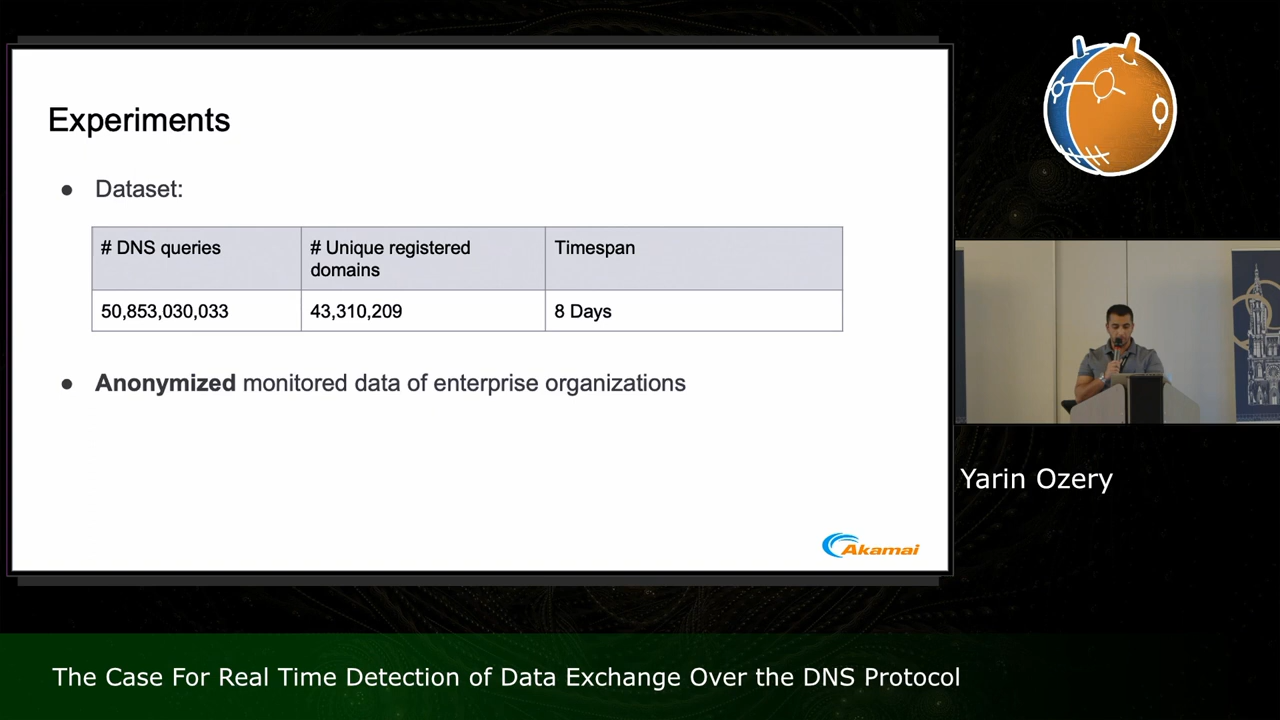 Experiments
● Dataset:
# DNS queries
# Unique registered
domains
Timespan
50,853,030,033
43,310,209
8 Days
● Anonymized monitored data of enterprise organizations
Akamai
Yarin Ozery
The Case For Real Time Detection of Data Exchange Over the DNS Protocol